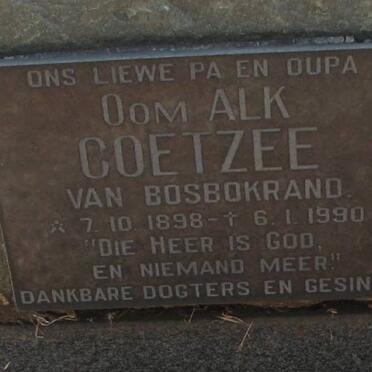 ONS LIEWE PA EN OUPA
OOM ALK
COETZEE
VAN BOSBOKRAND.
* 7.10.1898 - † 6.1.1990
"DIE HEER IS GOD,
EN NIEMAND MEER."
DANKBARE DOGTERS EN GESIN